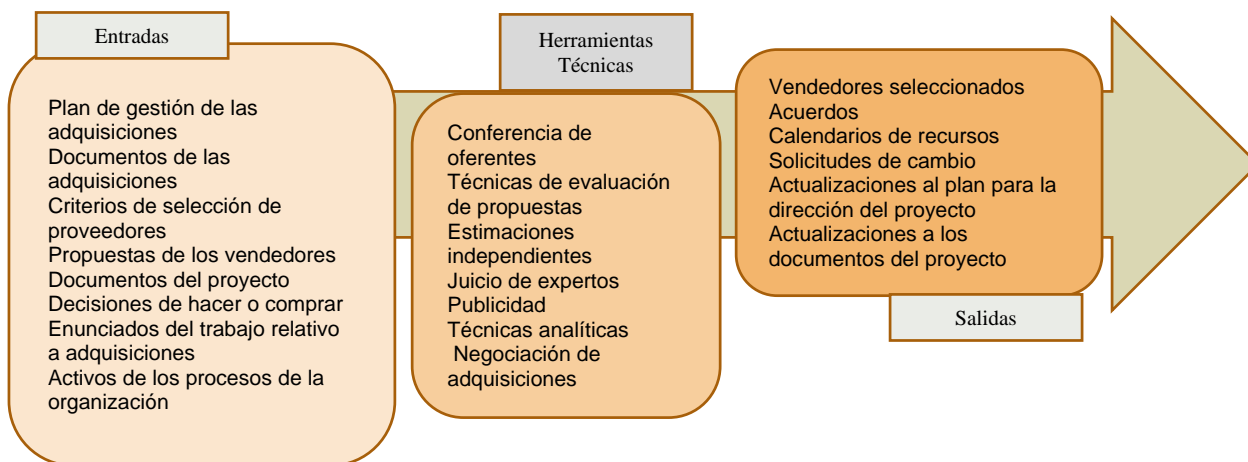 Entradas
Plan de gestión de las
adquisiciones
Documentos de las
adquisiciones
Criterios de selección de
proveedores
Propuestas de los vendedores
Documentos del proyecto
Decisiones de hacer o comprar
Enunciados del trabajo relativo
a adquisiciones
Activos de los procesos de la
organización
Herramientas
Técnicas
Conferencia de
oferentes
Técnicas de evaluación
de propuestas
Estimaciones
independientes
Juicio de expertos
Publicidad
Técnicas analíticas
Negociación de
adquisiciones
Vendedores seleccionados
Acuerdos
Calendarios de recursos
Solicitudes de cambio
Actualizaciones al plan para la
dirección del proyecto
Actualizaciones a los
documentos del proyecto
Salidas